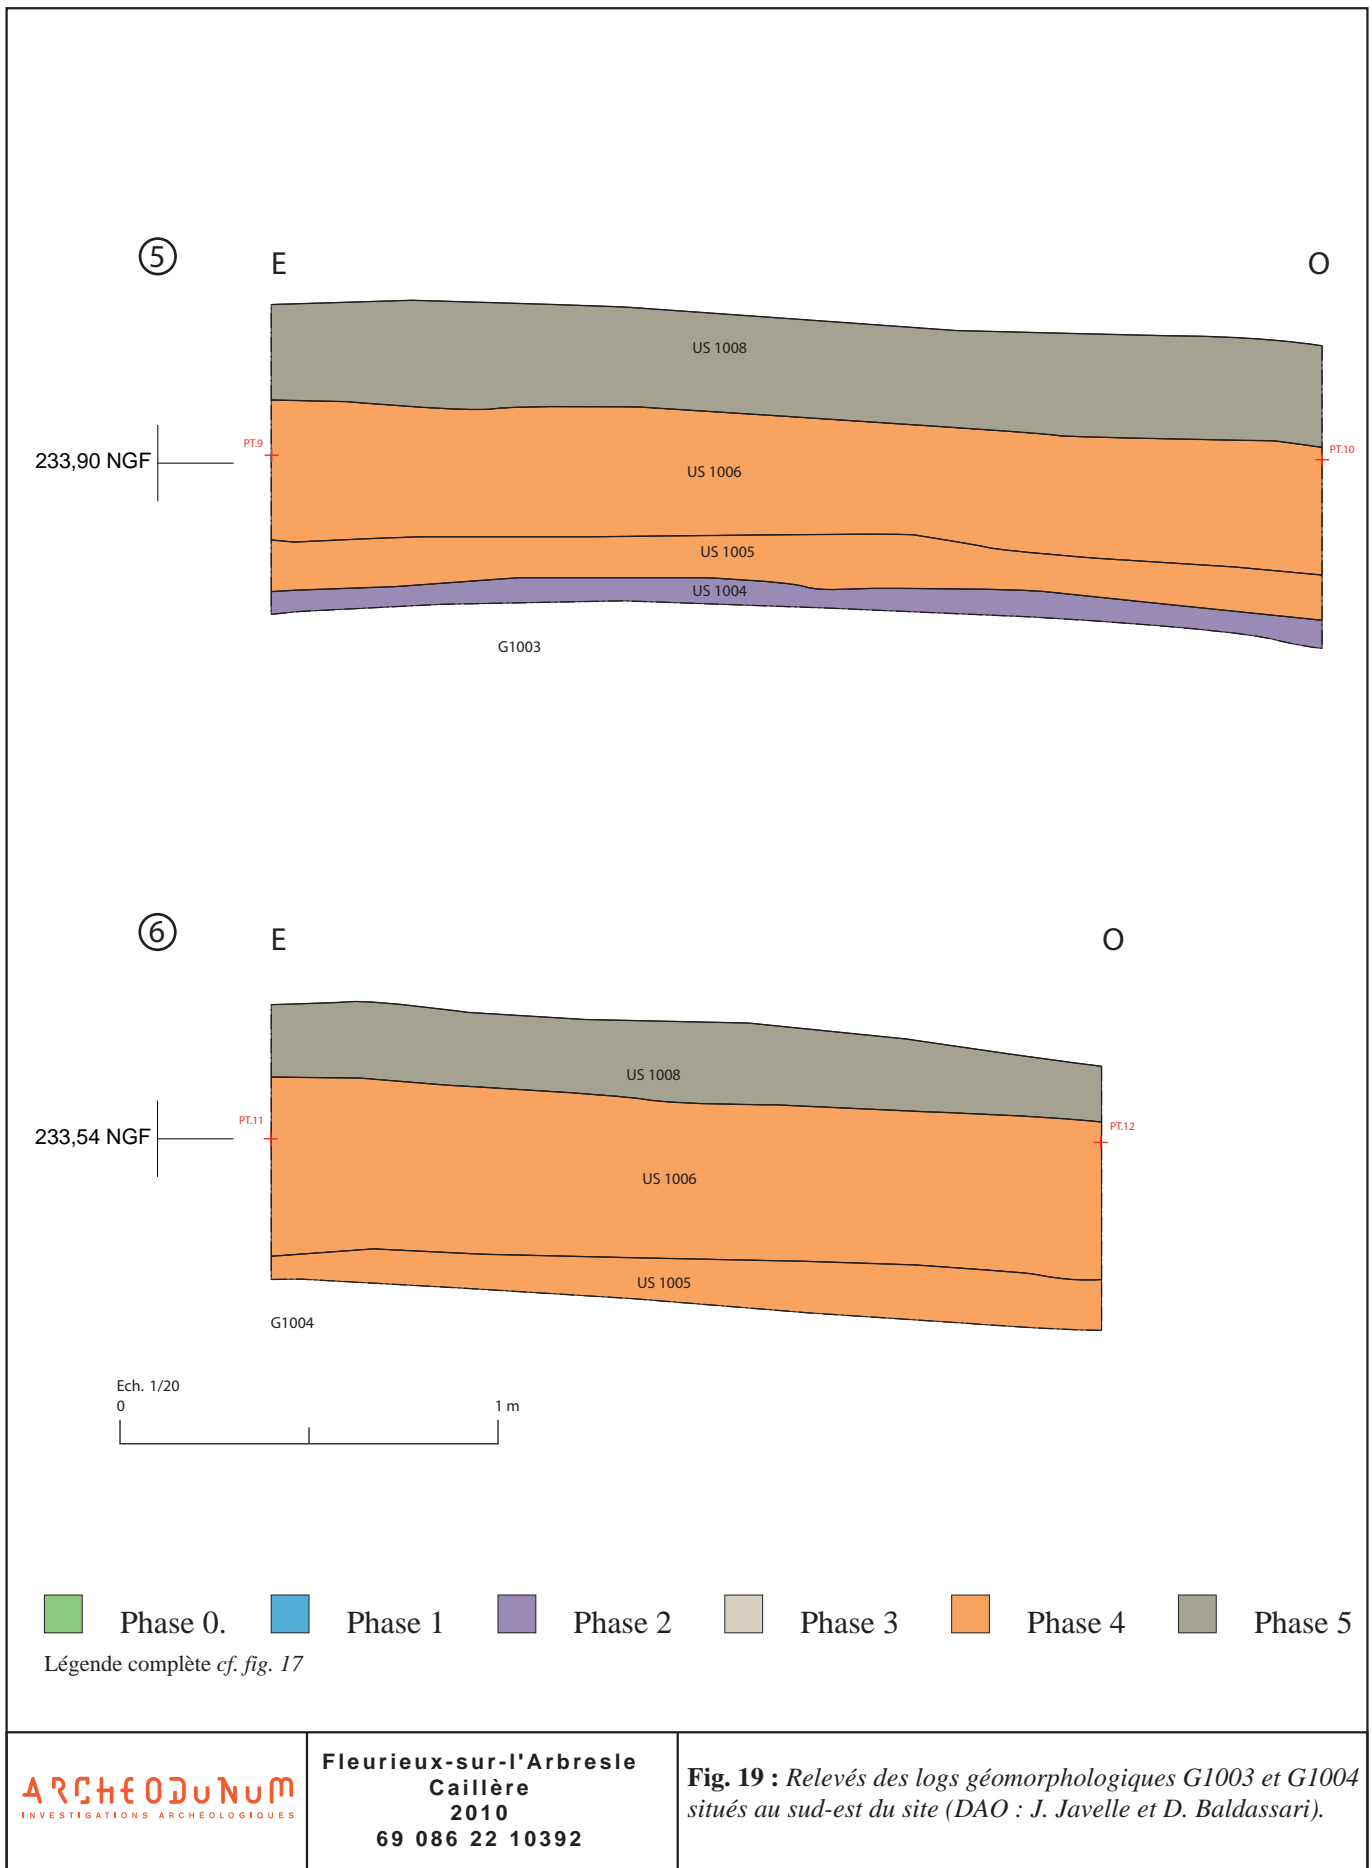 5
E
O
US 1008
PT.9
PT.10
233,90 NGF
US 1006
US 1005
US 1004
G1003
6
E
O
US 1008
PT.11
PT.12
233,54 NGF
US 1006
US 1005
G1004
Ech. 1/20
0 1 m
Phase 0. Phase 1 Phase 2 Phase 3 Phase 4 Phase 5
Légende complète cf. fig. 17
ARCHEODUNUM
INVESTIGATIONS ARCHÉOLOGIQUES
Fleurieux-sur-l'Arbresle
Caillère
2010
69 086 22 10392
Fig. 19 : Relevés des logs géomorphologiques G1003 et G1004
situés au sud-est du site (DAO : J. Javelle et D. Baldassari).